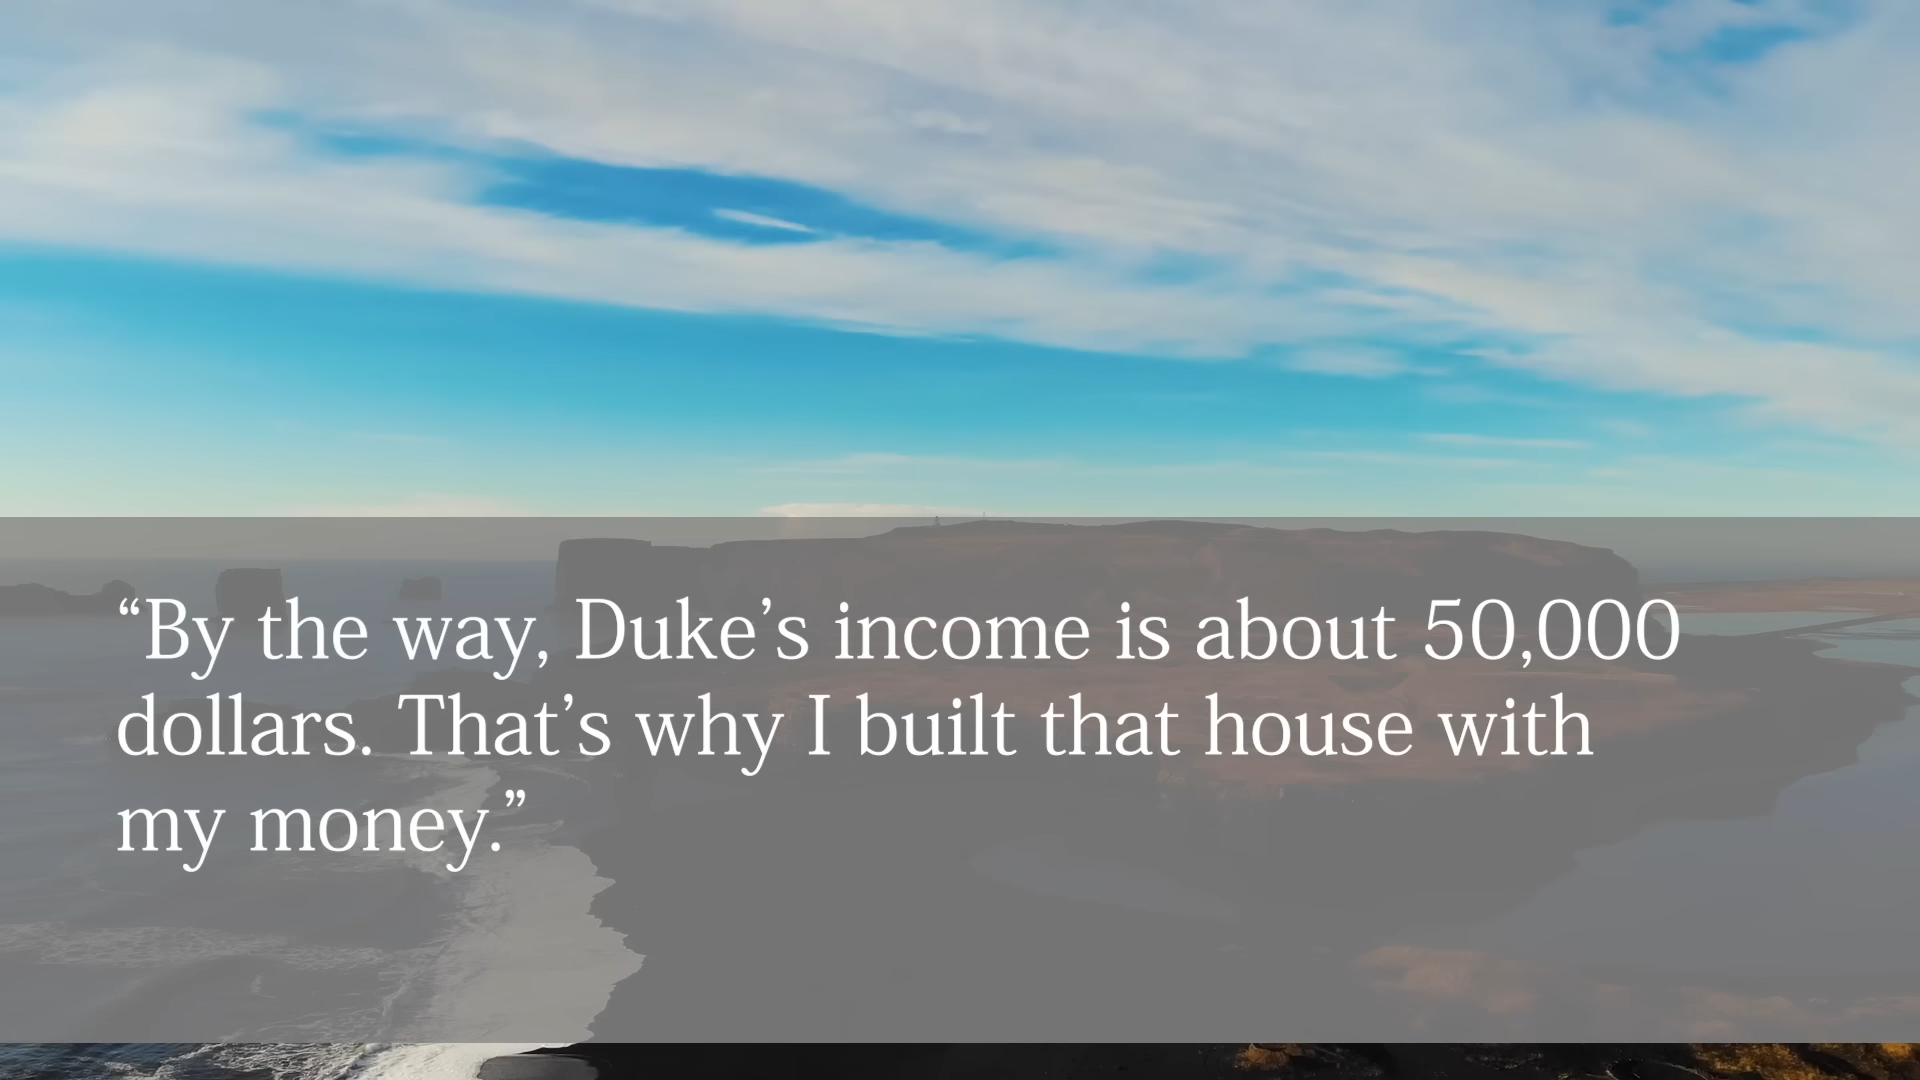 “By the way, Duke’s income is about 50,000
dollars. That’s why I built that house with
my money.”